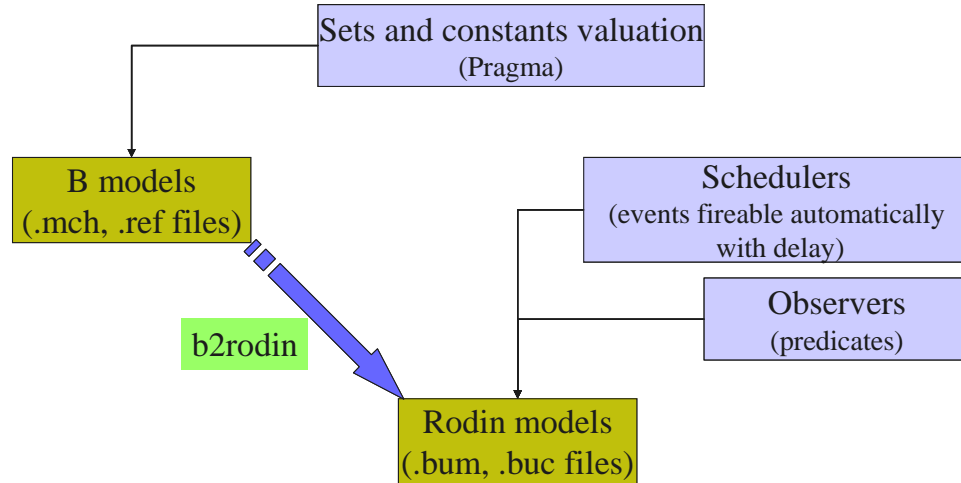 Sets and constants valuation
(Pragma)
B models
(.mch, .ref files)
Schedulers
(events fireable automatically
with delay)
Observers
(predicates)
b2rodin
Rodin models
(.bum, .buc files)